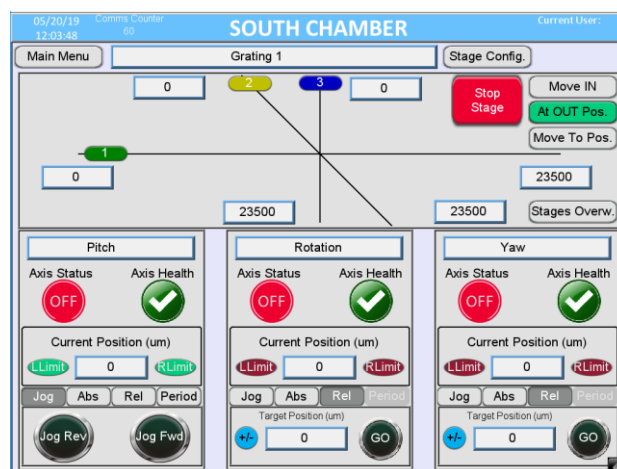 05/20/19 Comms Counter SOUTH CHAMBER Current User:
12:03:48 60
Main Menu Grating 1 Stage Config.
0 2 3 0 Stop Stage Move IN
At OUT Pos.
Move To Pos.
1
0 23500
23500 23500 Stages Overw.
Pitch Rotation Yaw
Axis Status Axis Health Axis Status Axis Health Axis Status Axis Health
OFF OFF OFF
Current Position (um) Current Position (um) Current Position (um)
LLimit 0 RLimit LLimit 0 RLimit LLimit 0 RLimit
Jog Abs Rel Period Jog Abs Rel Period Jog Abs Rel Period
Target Position (um) Target Position (um)
Jog Rev Jog Fwd +/- 0 GO +/- 0 GO